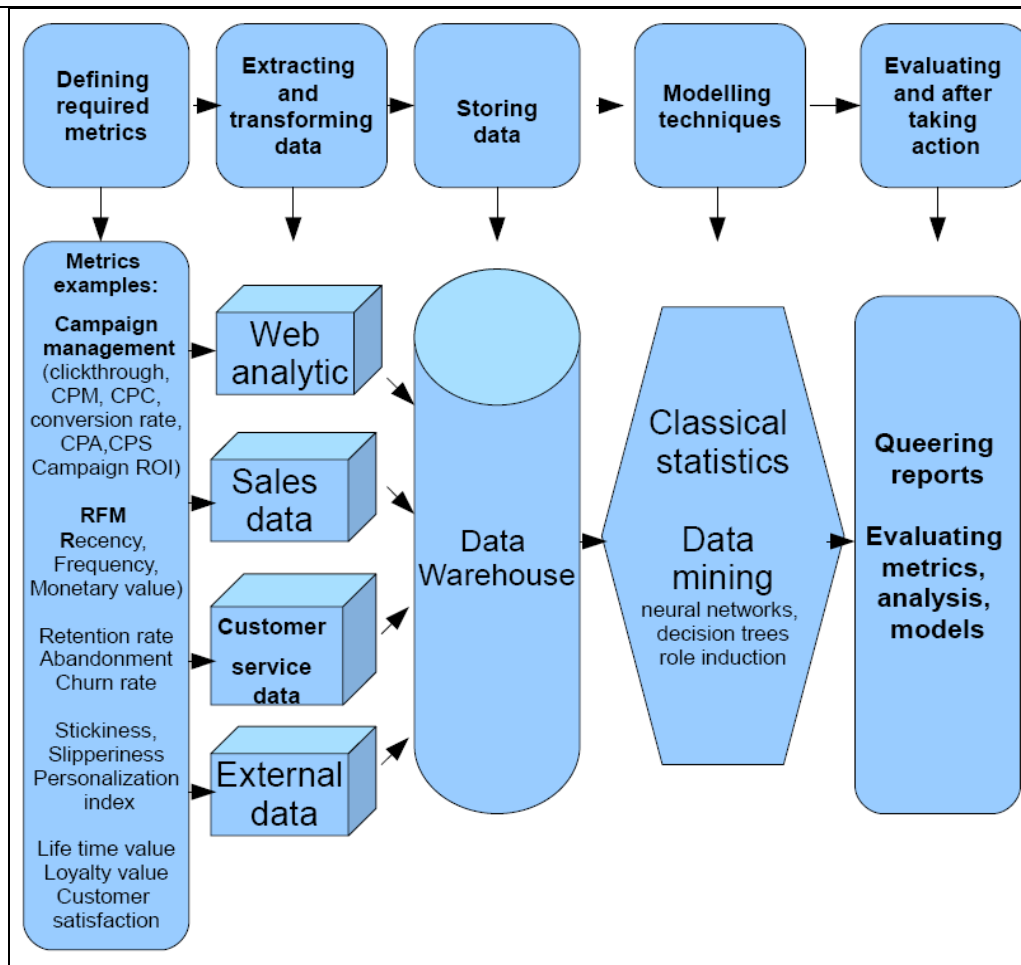 Defining
required
metrics
Extracting
and
transforming
data
Storing
data
Modelling
techniques
Evaluating
and after
taking
action
Metrics
examples:
Campaign
management
(clickthrough,
CPM, CPC,
conversion rate,
CPA,CPS
Campaign ROI)
RFM
Recency,
Frequency,
Monetary value)
Retention rate
Abandonment
Churn rate
Stickiness,
Slipperiness
Personalization
index
Life time value
Loyalty value
Customer
satisfaction
Web
analytic
Sales
data
Customer
service
data
External
data
Data
Warehouse
Classical
statistics
Data
mining
neural networks,
decision trees
role induction
Queering
reports
Evaluating
metrics,
analysis,
models